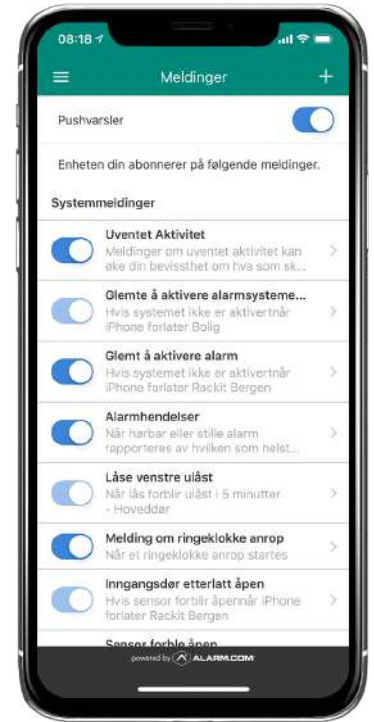 08:18
Meldinger
+
Pushvarsler
Enheten din abonnerer på følgende meldinger.
Systemmeldinger
Uventet Aktivitet
Meldinger om uventet aktivitet kan
øke din bevissthet om hva som sk...
Glemte å aktivere alarmsysteme...
Hvis systemet ikke er aktivertnår
iPhone forlater Bolig
Glemt å aktivere alarm
Hvis systemet ikke er aktivertnår
iPhone forlater Rackit Bergen
Alarmhendelser
Når hørbar eller stille alarm
rapporteres av hvilken som helst...
Låse venstre ulåst
Når lås forblir ulåst i 5 minutter
- Hoveddør
Melding om ringeklokke anrop
Når et ringeklokke anrop startes
Inngangsdør etterlatt åpen
Hvis sensor forblir åpennår iPhone
forlater Rackit Bergen
Sensor forble åpen
powered by ALARM.COM